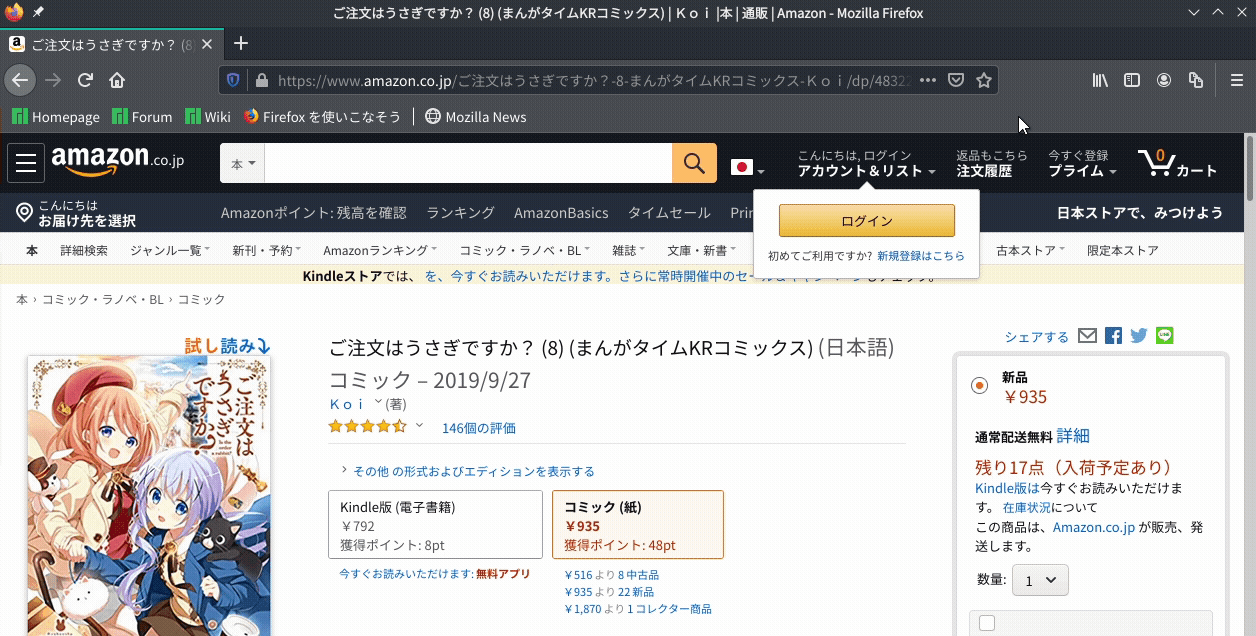 ご注文はうさぎですか？ (8) (まんがタイムKRコミックス) | Ｋｏｉ |本 | 通販 | Amazon - Mozilla Firefox
ご注文はうさぎですか？ (8
https://www.amazon.co.jp/ご注文はうさぎですか？-8-まんがタイムKRコミックス-Ｋｏｉ/dp/4832
Homepage Forum Wiki Firefox を使いこなそう Mozilla News
amazon.co.jp
本
こんにちは, ログイン
アカウント＆リスト
返品もこちら
注文履歴
今すぐ登録
プライム
0
カート
こんにちは
お届け先を選択
Amazonポイント: 残高を確認 ランキング AmazonBasics タイムセール Pri
日本ストアで、みつけよう
ログイン
初めてご利用ですか? 新規登録はこちら
本 詳細検索 ジャンル一覧 新刊・予約 Amazonランキング コミック・ラノベ・BL 雑誌 文庫・新書 古本ストア 限定本ストア
Kindleストアでは、 を、今すぐお読みいただけます。さらに常時開催中のセー
本 › コミック・ラノベ・BL › コミック
試し読み
ご注文は
うさぎ
ですか?
Is the order a rabbit?
ご注文はうさぎですか？ (8) (まんがタイムKRコミックス) (日本語)
コミック – 2019/9/27
Ｋｏｉ (著)
146個の評価
› その他 の形式およびエディションを表示する
Kindle版 (電子書籍)
￥792
獲得ポイント: 8pt
コミック (紙)
￥935
獲得ポイント: 48pt
今すぐお読みいただけます: 無料アプリ
￥516 より 8 中古品
￥935 より 22 新品
￥1,870 より 1 コレクター商品
シェアする
LINE
新品
￥935
通常配送無料 詳細
残り17点（入荷予定あり）
Kindle版は今すぐお読みいただけま
す。 在庫状況について
この商品は、Amazon.co.jp が販売、発
送します。
数量: 1